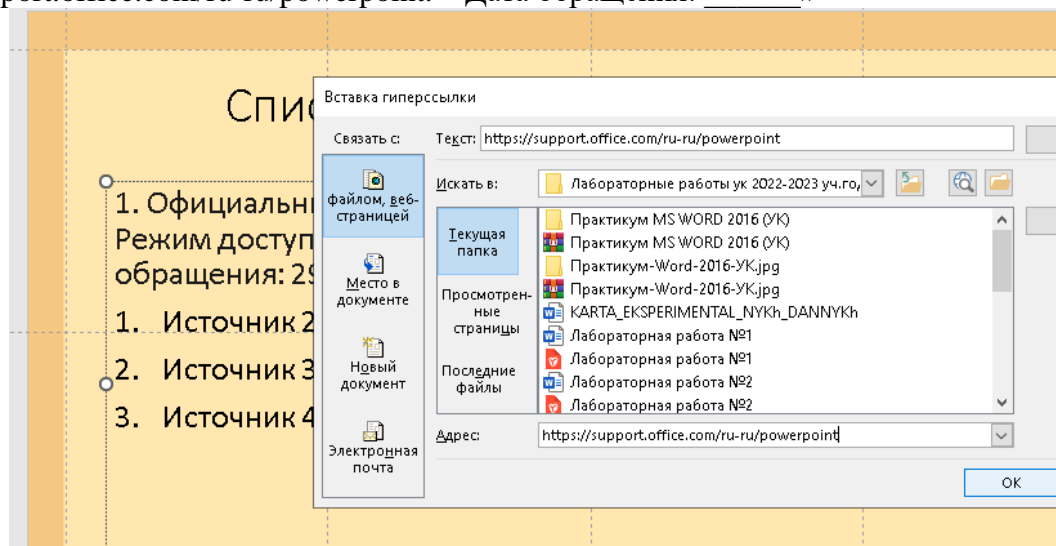 Вставка гиперссылки
Спис
Связать с:
Текст: https://support.office.com/ru-ru/powerpoint
файлом, веб-
страницей
Искать в:
Лабораторные работы ук 2022-2023 уч.го
1. Официальн
Режим доступ
обращения: 29
1. Источник 2
2. Источник 3
3. Источник 4
Место в
документе
Новый
документ
Электронная
почта
Текущая
папка
Просмотрен-
ные
страницы
Последние
файлы
Практикум MS WORD 2016 (УК)
Практикум MS WORD 2016 (УК)
Практикум-Word-2016-УК.jpg
Практикум-Word-2016-УК.jpg
KARTA_EKSPERIMENTAL_NYKh_DANNYKh
Лабораторная работа №1
Лабораторная работа №1
Лабораторная работа №2
Лабораторная работа №2
Адрес:
https://support.office.com/ru-ru/powerpoint
ОК